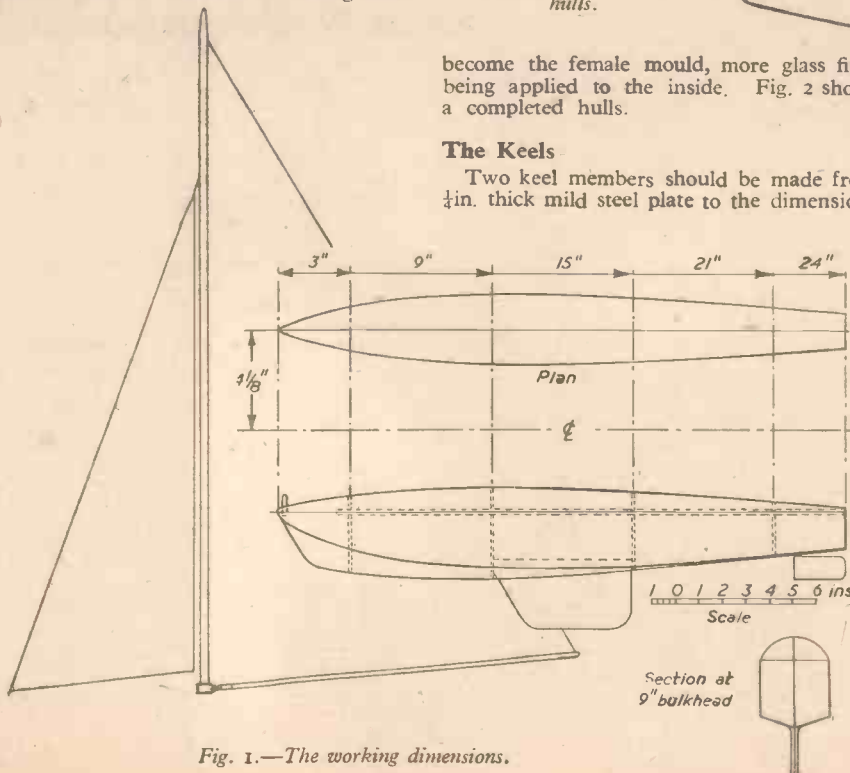 hulls.
become the female mould, more glass fi
being applied to the inside. Fig. 2 sho
a completed hulls.
The Keels
Two keel members should be made fro
¼in. thick mild steel plate to the dimensio
3" 9" 15" 21" 24"
4⅛"
Plan
℄
1 0 1 2 3 4 5 6 ins
Scale
Section at
9" bulkhead
Fig. 1.—The working dimensions.